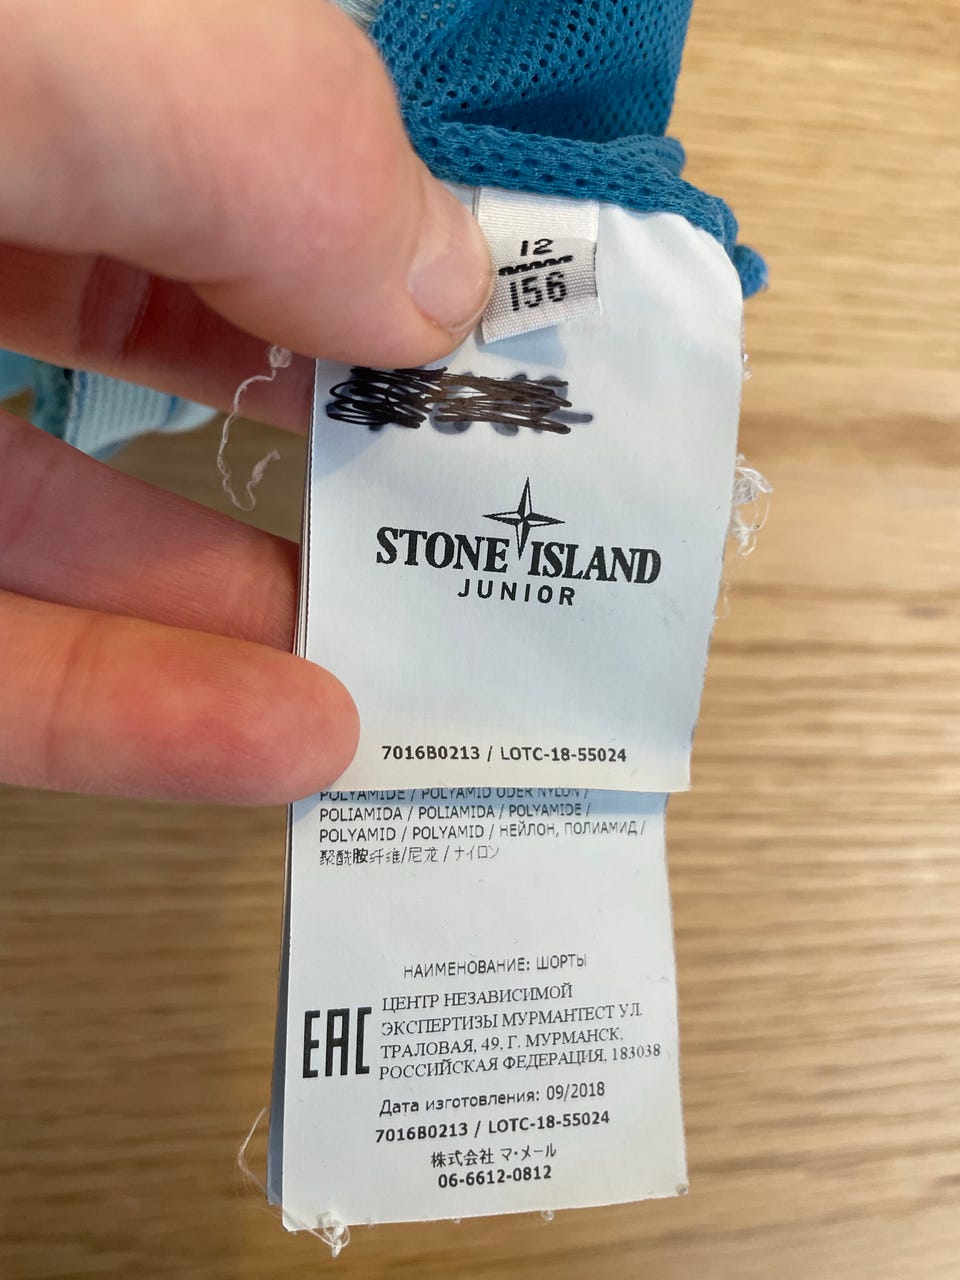 12
156
STONE ISLAND
JUNIOR
7016B0213 / LOTC-18-55024
POLYAMIDE / POLYAMID ODER NYLON /
POLIAMIDA / POLIAMIDA / POLYAMIDE /
POLYAMID / POLYAMID / НЕЙЛОН, ПОЛИАМИД /
聚酰胺纤维/尼龙 / ナイロン
НАИМЕНОВАНИЕ: ШОРТЫ
EAC
ЦЕНТР НЕЗАВИСИМОЙ
ЭКСПЕРТИЗЫ МУРМАНТЕСТ УЛ.
ТРАЛОВАЯ, 49, Г. МУРМАНСК,
РОССИЙСКАЯ ФЕДЕРАЦИЯ, 183038
Дата изготовления: 09/2018
7016B0213 / LOTC-18-55024
株式会社 マ・メール
06-6612-0812